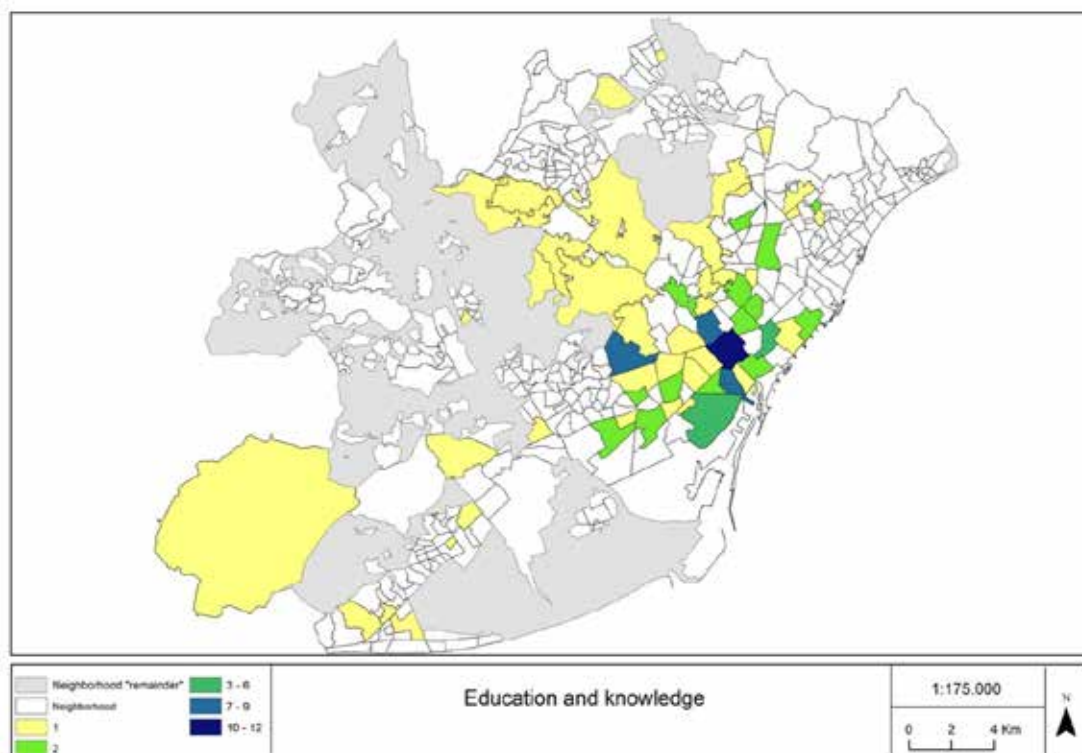 Neighborhood "remainder"
Neighborhood
1
2
3 - 6
7 - 9
10 - 12
Education and knowledge
1:175.000
0 2 4 Km
N